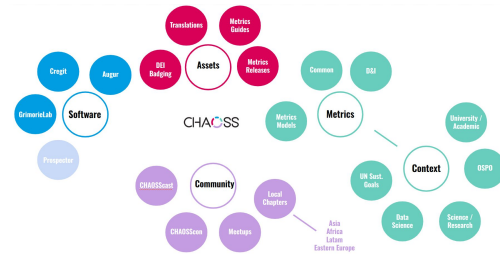 Translations
Metrics
Guides
DEI
Badging
Assets
Metrics
Releases
Cregit
Augur
GrimorieLab
Software
Prospector
CHAOSS
Common
D&I
Metrics
Models
Metrics
University /
Academic
Context
OSPO
UN Sust.
Goals
Data
Science
Science /
Research
CHAOSScast
Community
Local
Chapters
CHAOSScon
Meetups
Asia
Africa
Latam
Eastern Europe